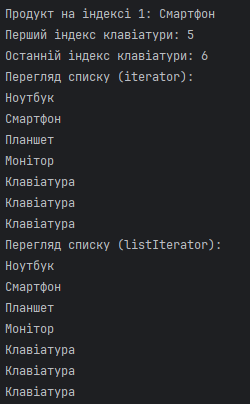 Продукт на індексі 1: Смартфон
Перший індекс клавіатури: 5
Останній індекс клавіатури: 6
Перегляд списку (iterator):
Ноутбук
Смартфон
Планшет
Монітор
Клавіатура
Клавіатура
Клавіатура
Перегляд списку (listIterator):
Ноутбук
Смартфон
Планшет
Монітор
Клавіатура
Клавіатура
Клавіатура